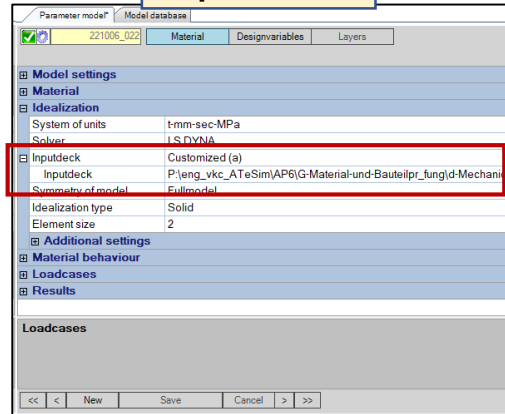 Parameter model* Model database
221006_022 Material Designvariables Layers
Model settings
Material
Idealization
System of units t-mm-sec-MPa
Solver LS DYNA
Inputdeck Customized (a)
Inputdeck P:\eng_vkc_ATeSim\AP6\G-Material-und-Bauteilpr_fung\d-Mechanic
Symmetry of model Fullmodel
Idealization type Solid
Element size 2
Additional settings
Material behaviour
Loadcases
Results
Loadcases
<< < New Save Cancel > >>